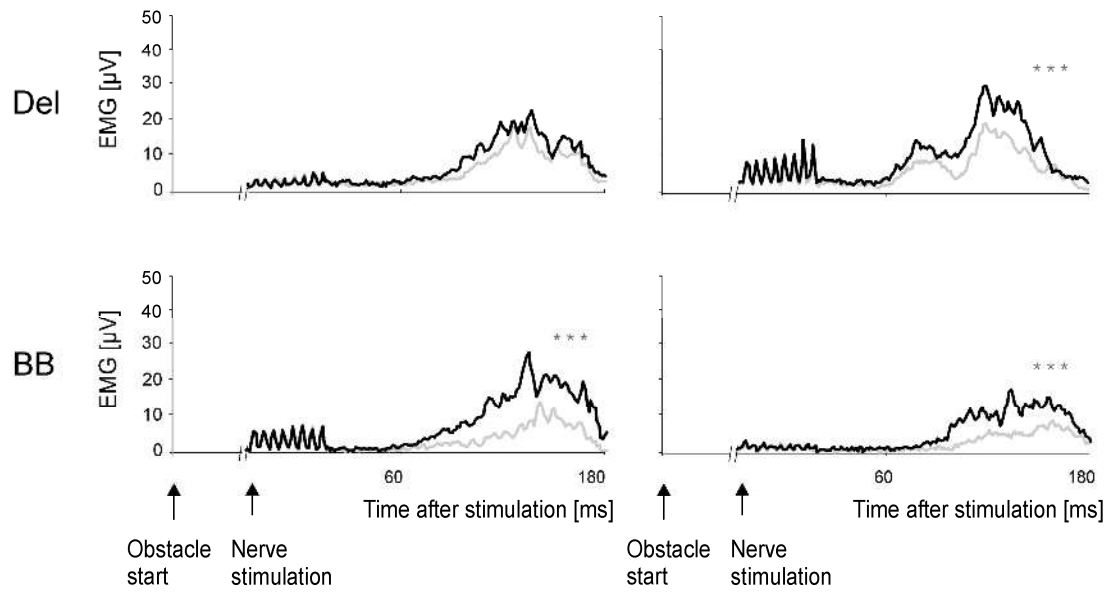 Del
EMG [µV]
50
40
30
20
10
0
* * *
BB
EMG [µV]
50
40
30
20
10
0
* * *
* * *
60
180
60
180
Time after stimulation [ms]
Time after stimulation [ms]
Obstacle
start
Nerve
stimulation
Obstacle
start
Nerve
stimulation